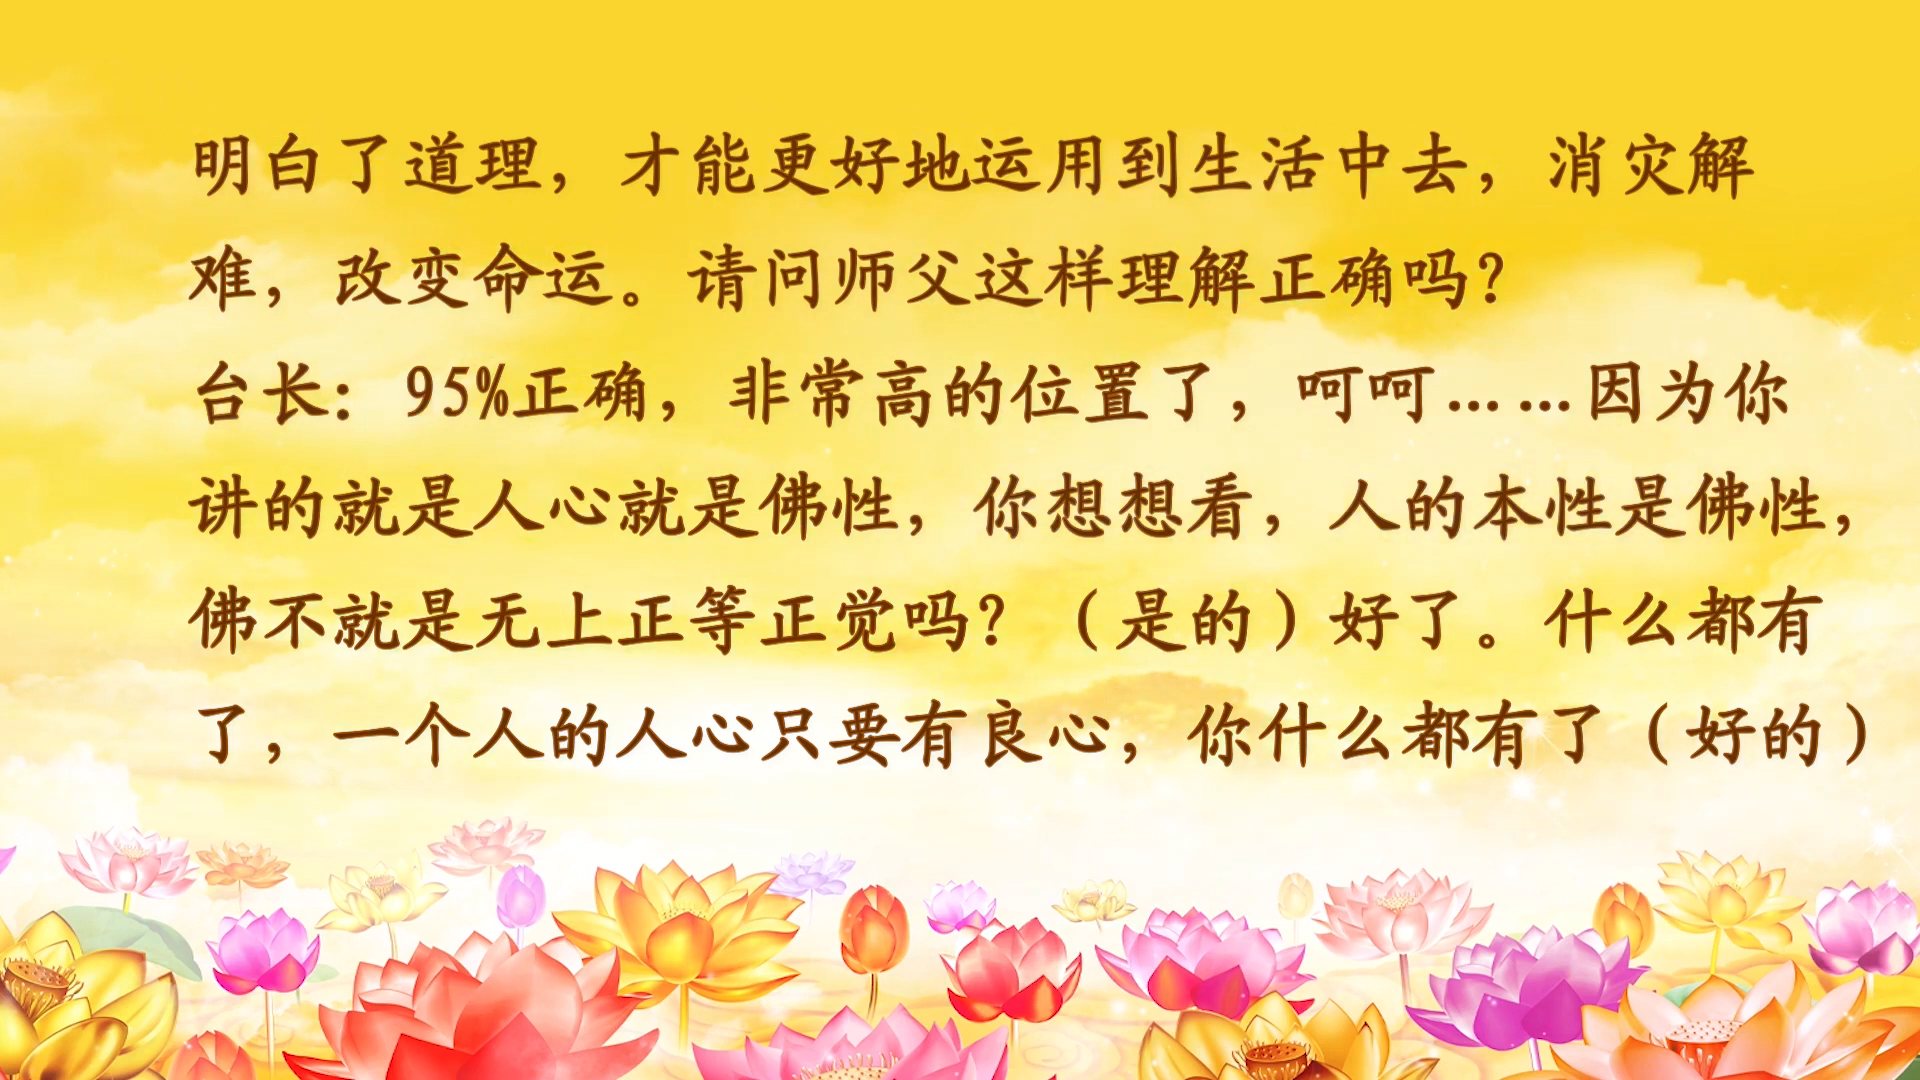 明白了道理，才能更好地运用到生活中去，消灾解
难，改变命运。请问师父这样理解正确吗？
台长：95%正确，非常高的位置了，呵呵……因为你
讲的就是人心就是佛性，你想想看，人的本性是佛性，
佛不就是无上正等正觉吗？（是的）好了。什么都有
了，一个人的人心只要有良心，你什么都有了（好的）